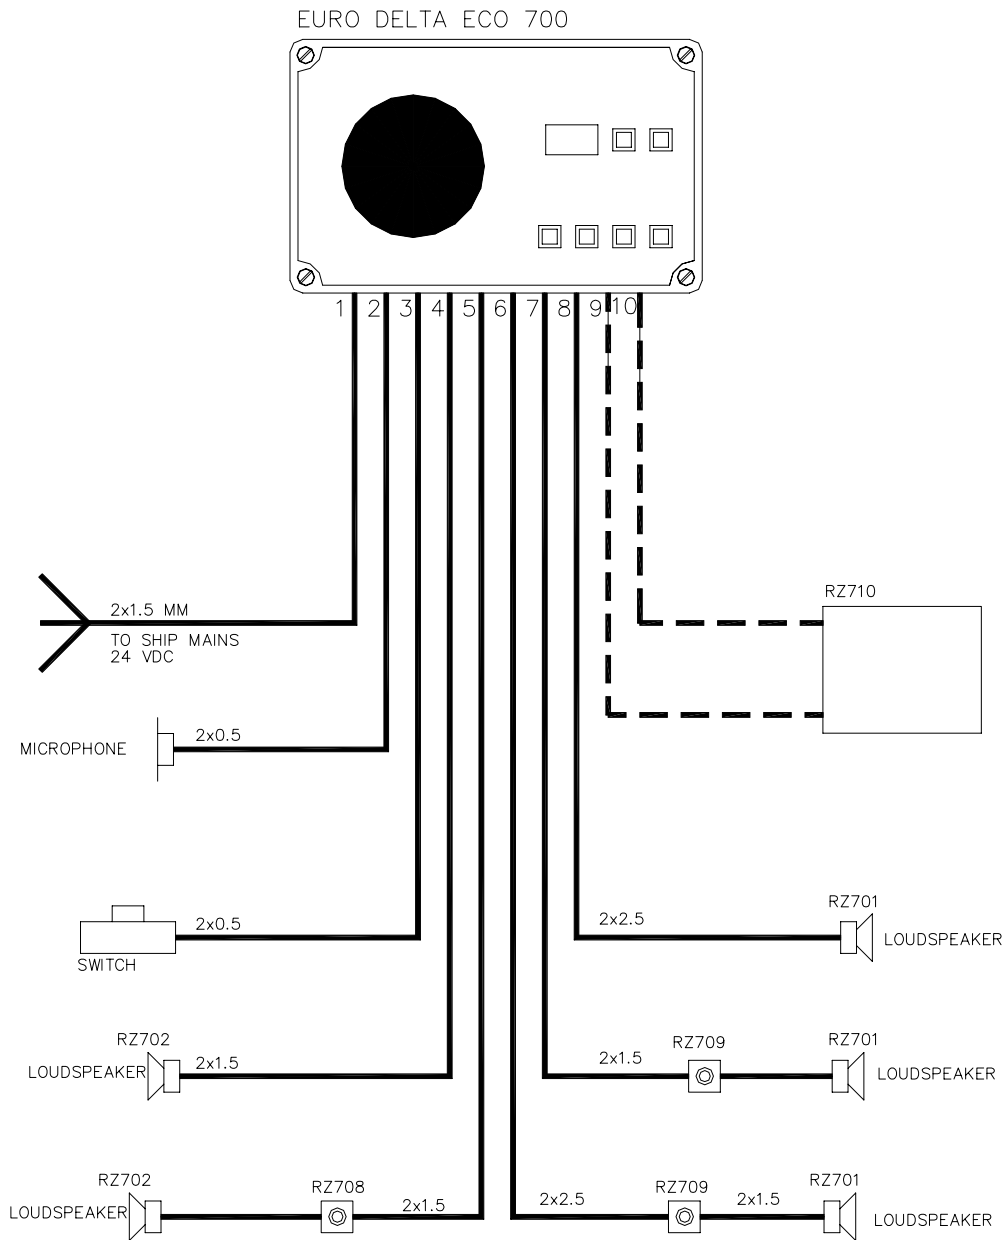 EURO DELTA ECO 700
1 2 3 4 5 6 7 8 9 10
RZ710
2x1.5 MM
TO SHIP MAINS
24 VDC
MICROPHONE
2x0.5
2x0.5
SWITCH
2x2.5
RZ701
LOUDSPEAKER
RZ702
LOUDSPEAKER
2x1.5
2x1.5
RZ709
RZ701
LOUDSPEAKER
RZ702
LOUDSPEAKER
RZ708
2x1.5
2x2.5
RZ709
2x1.5
RZ701
LOUDSPEAKER